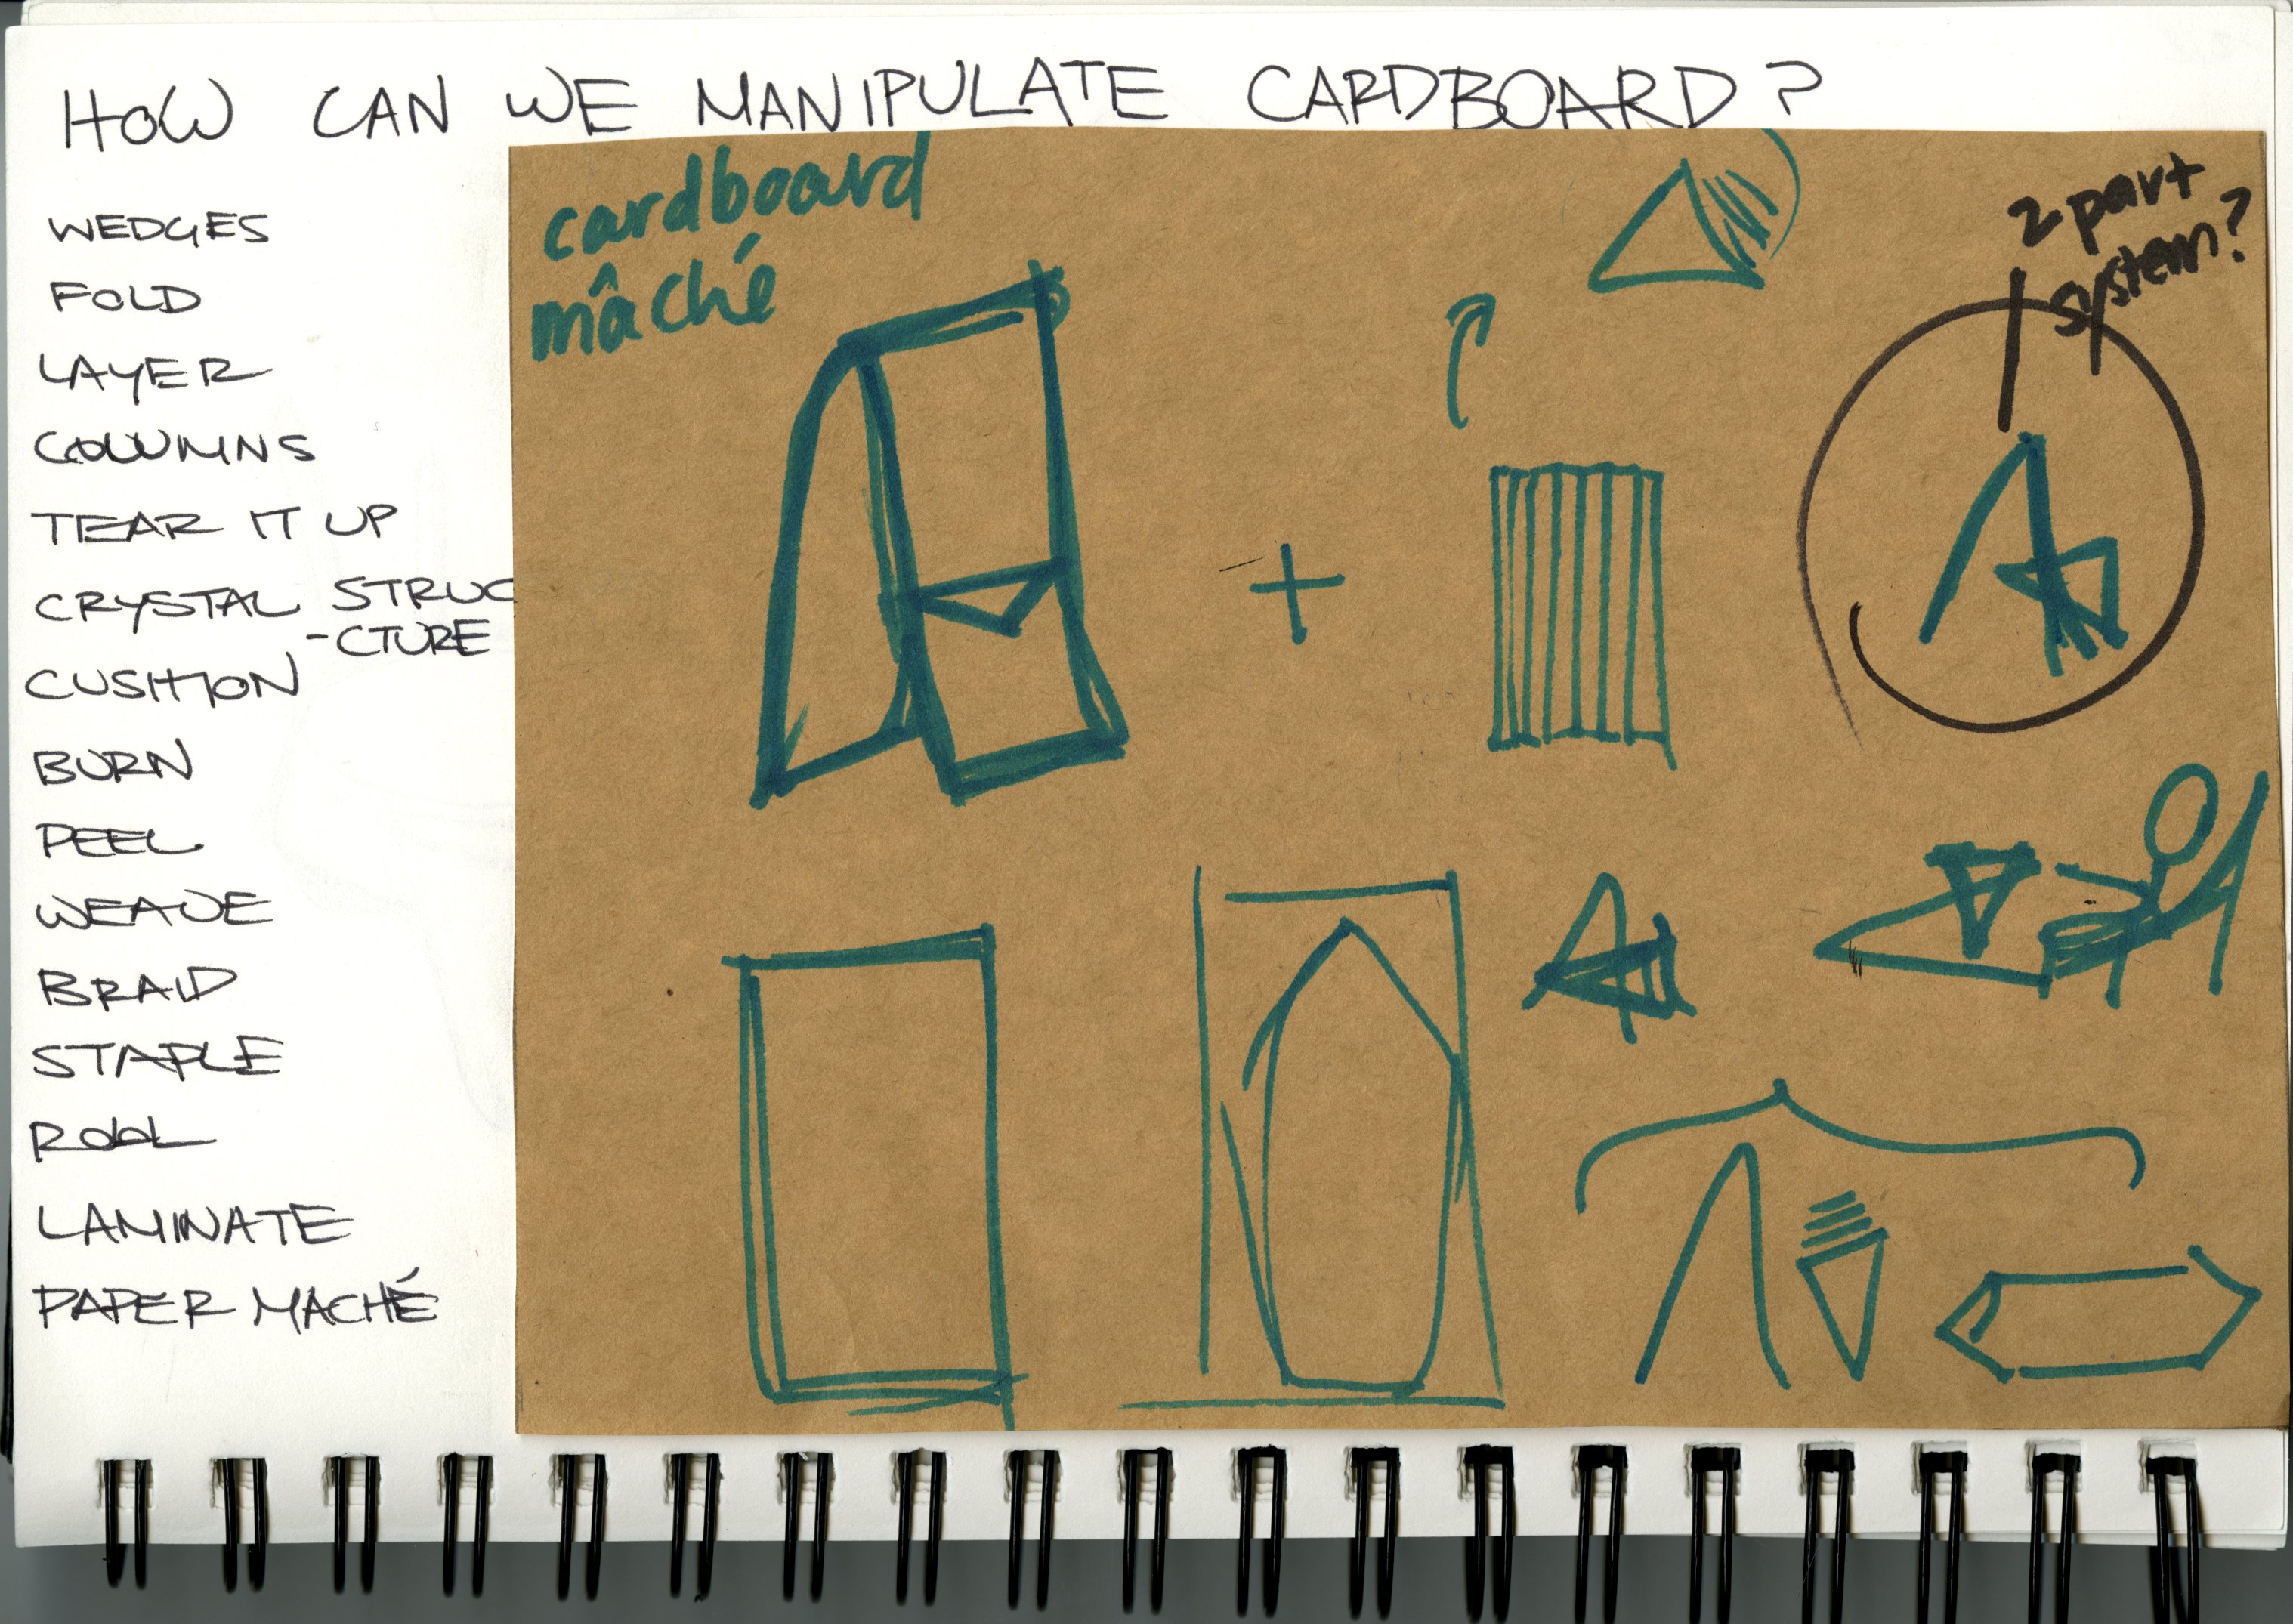 HOW CAN WE MANIPULATE CARDBOARD?
WEDGES
FOLD
LAYER
COLUMNS
TEAR IT UP
CRYSTAL STRUC
-CTURE
CUSHION
BURN
PEEL
WEAVE
BRAID
STAPLE
ROLL
LAMINATE
PAPER MACHÉ
cardboard
mâché
2 part
system?